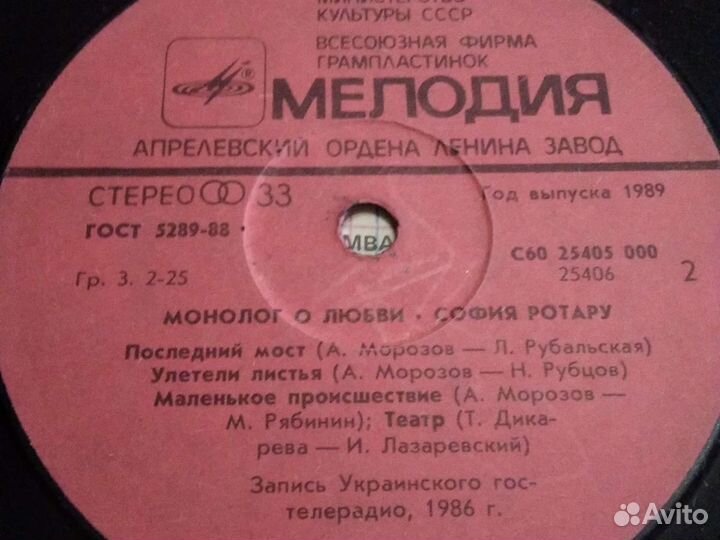 МИНИСТЕРСТВО
КУЛЬТУРЫ СССР
ВСЕСОЮЗНАЯ ФИРМА
ГРАМПЛАСТИНОК
® МЕЛОДИЯ
АПРЕЛЕВСКИЙ ОРДЕНА ЛЕНИНА ЗАВОД
СТЕРЕО 33
Год выпуска 1989
ГОСТ 5289-88
МВА
С60 25405 000
25406
2
Гр. 3. 2-25
МОНОЛОГ О ЛЮБВИ · СОФИЯ РОТАРУ
Последний мост (А. Морозов — Л. Рубальская)
Улетели листья (А. Морозов — Н. Рубцов)
Маленькое происшествие (А. Морозов —
М. Рябинин); Театр (Т. Дика-
рева — И. Лазаревский)
Запись Украинского гос-
телерадио, 1986 г.
Avito